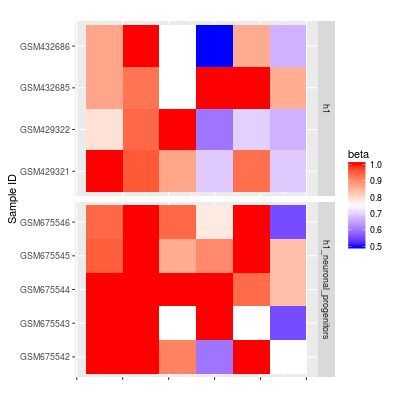 Sample ID
GSM432686
GSM432685
GSM429322
GSM429321
h1
GSM675546
GSM675545
GSM675544
GSM675543
GSM675542
h1_neuronal_progenitors
beta
1.0
0.9
0.8
0.7
0.6
0.5